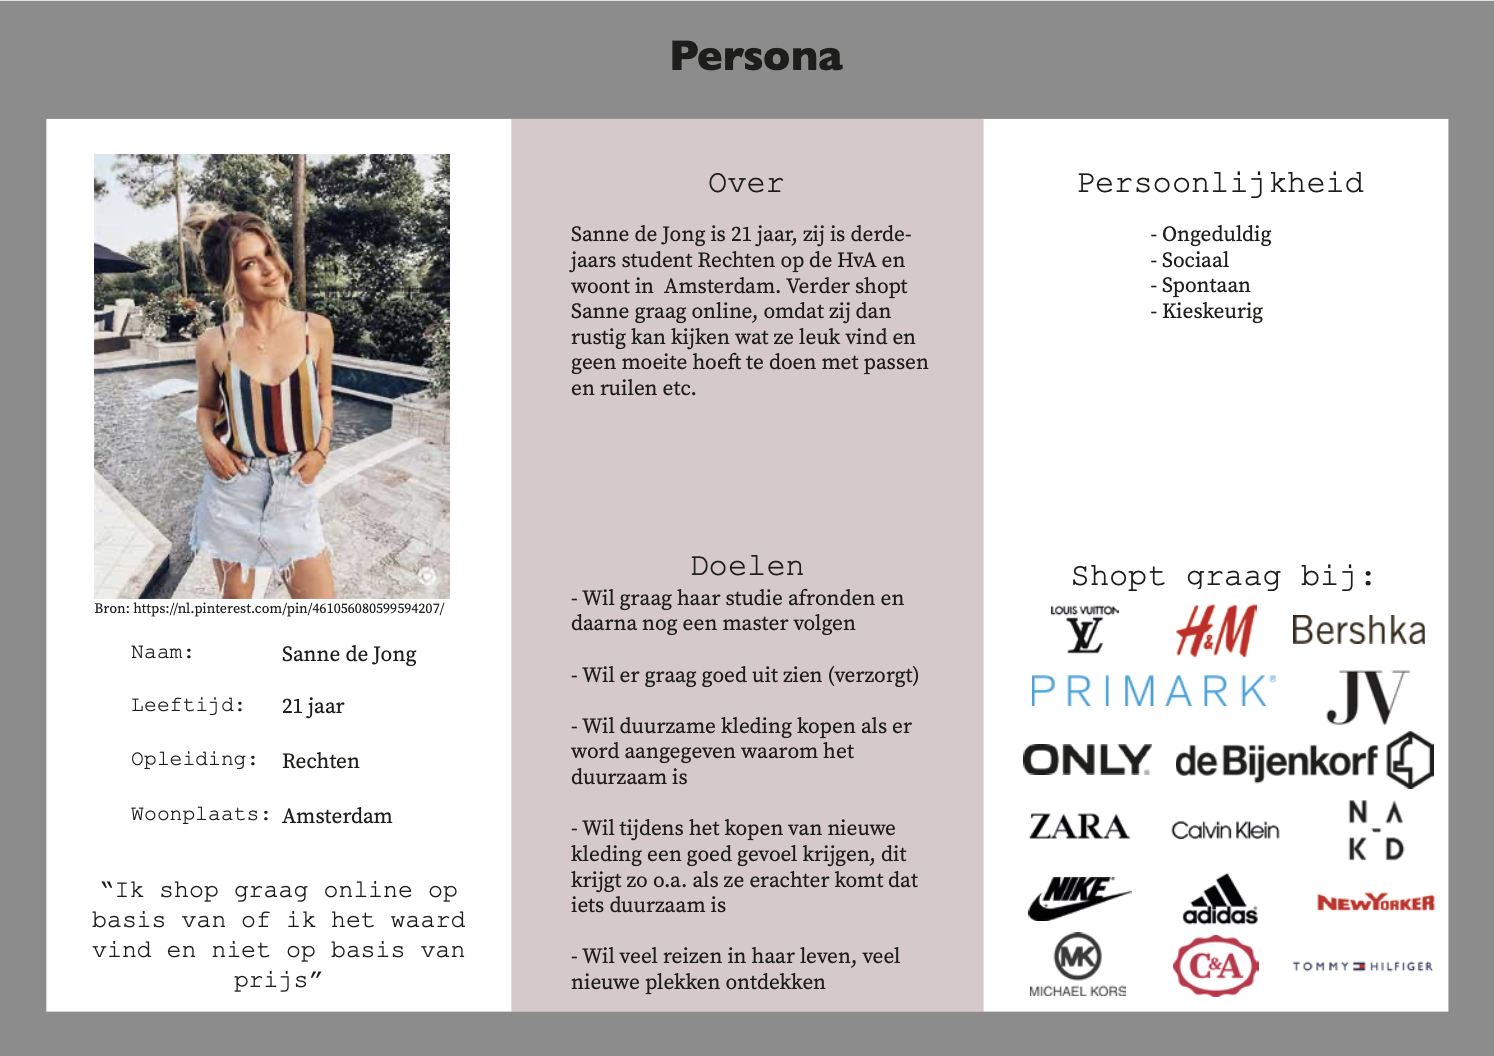 Persona
Bron: https://nl.pinterest.com/pin/461056080599594207/
Naam: Sanne de Jong
Leeftijd: 21 jaar
Opleiding: Rechten
Woonplaats: Amsterdam
“Ik shop graag online op
basis van of ik het waard
vind en niet op basis van
prijs”
Over
Sanne de Jong is 21 jaar, zij is derde-
jaars student Rechten op de HvA en
woont in Amsterdam. Verder shopt
Sanne graag online, omdat zij dan
rustig kan kijken wat ze leuk vind en
geen moeite hoeft te doen met passen
en ruilen etc.
Doelen
- Wil graag haar studie afronden en
daarna nog een master volgen
- Wil er graag goed uit zien (verzorgt)
- Wil duurzame kleding kopen als er
word aangegeven waarom het
duurzaam is
- Wil tijdens het kopen van nieuwe
kleding een goed gevoel krijgen, dit
krijgt zo o.a. als ze erachter komt dat
iets duurzaam is
- Wil veel reizen in haar leven, veel
nieuwe plekken ontdekken
Persoonlijkheid
- Ongeduldig
- Sociaal
- Spontaan
- Kieskeurig
Shopt graag bij:
LOUIS VUITTON
LV
H&M
Bershka
PRIMARK®
JV
ONLY
de Bijenkorf
ZARA
Calvin Klein
N_A
KD
NIKE
adidas
NEWYORKER
MK
MICHAEL KORS
C&A
TOMMY HILFIGER